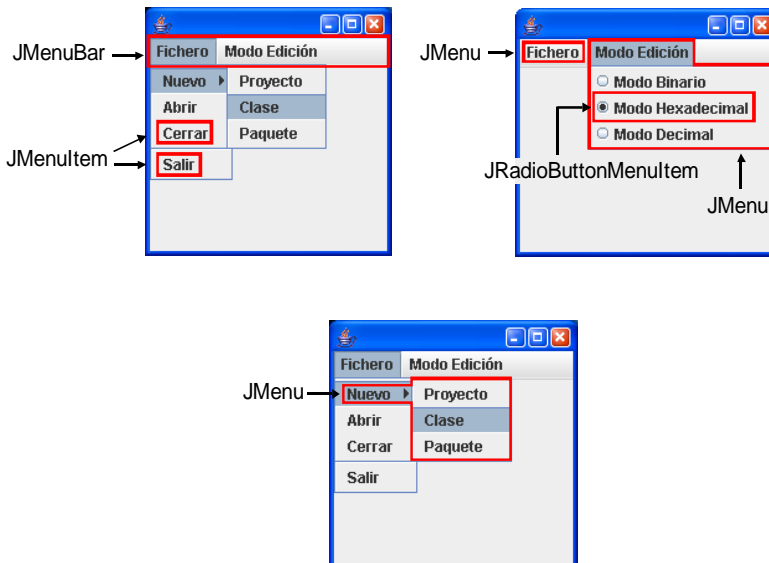 JMenuBar
Fichero Modo Edición
Nuevo Proyecto
Abrir Clase
Cerrar Paquete
JMenuItem
Salir
JMenu
Fichero Modo Edición
Modo Binario
Modo Hexadecimal
Modo Decimal
JRadioButtonMenuItem
JMenu
Fichero Modo Edición
JMenu
Nuevo Proyecto
Abrir Clase
Cerrar Paquete
Salir